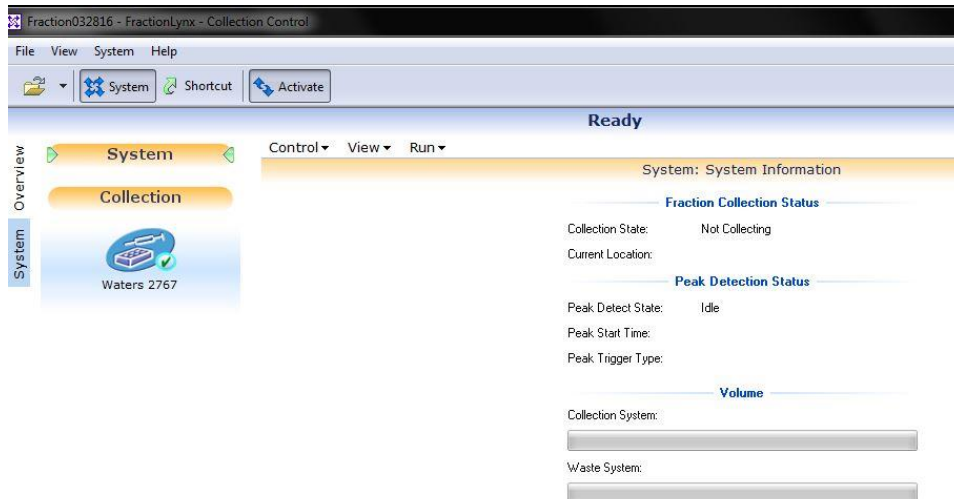 Fraction032816 - FractionLynx - Collection Control
File View System Help
System Shortcut Activate
Ready
Overview
System
System
Collection
Waters 2767
Control View Run
System: System Information
Fraction Collection Status
Collection State: Not Collecting
Current Location:
Peak Detection Status
Peak Detect State: Idle
Peak Start Time:
Peak Trigger Type:
Volume
Collection System:
Waste System: